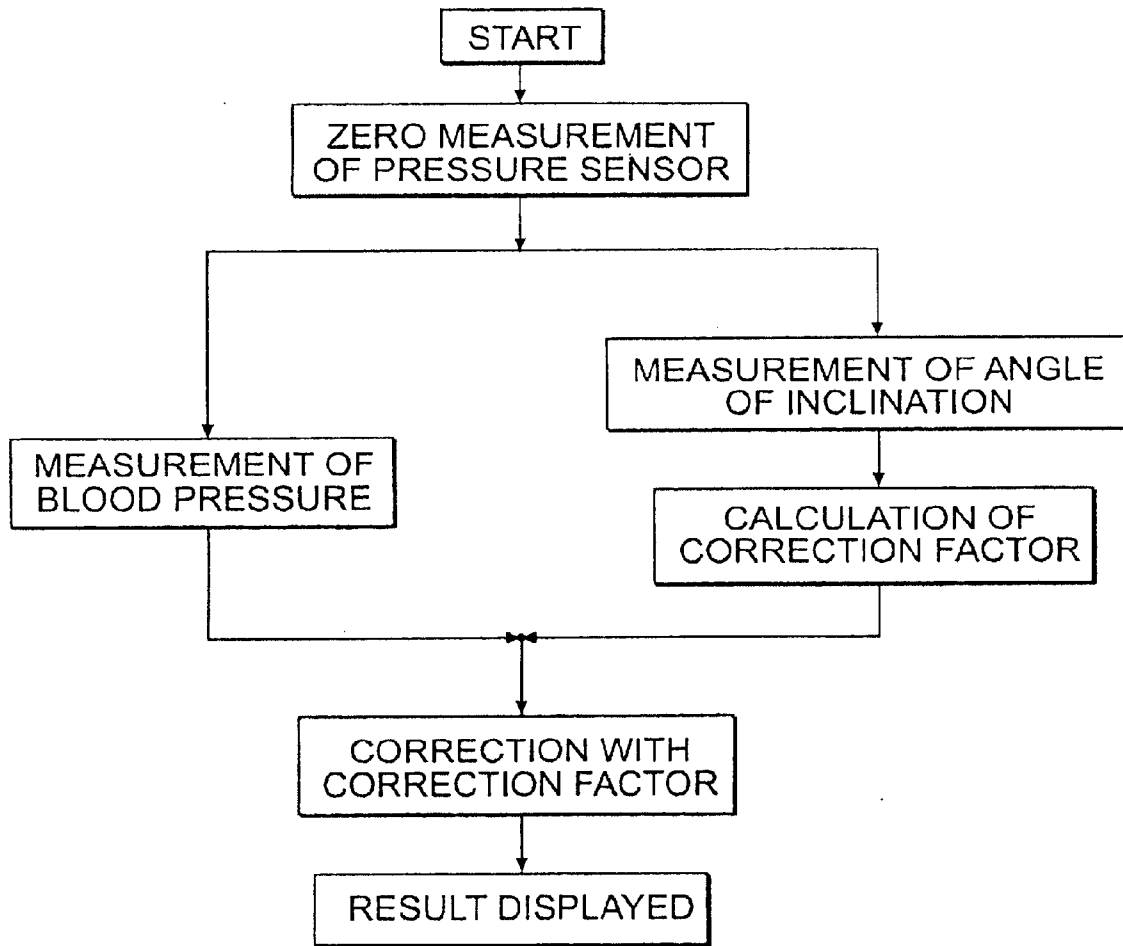 START
ZERO MEASUREMENT
OF PRESSURE SENSOR
MEASUREMENT OF ANGLE
OF INCLINATION
MEASUREMENT OF
BLOOD PRESSURE
CALCULATION OF
CORRECTION FACTOR
CORRECTION WITH
CORRECTION FACTOR
RESULT DISPLAYED